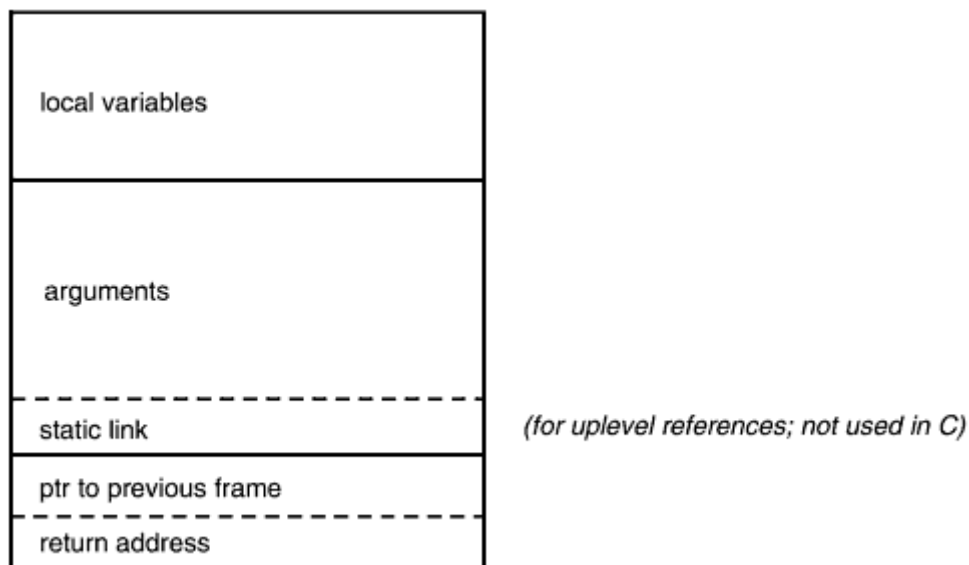 local variables
arguments
static link
(for uplevel references; not used in C)
ptr to previous frame
return address